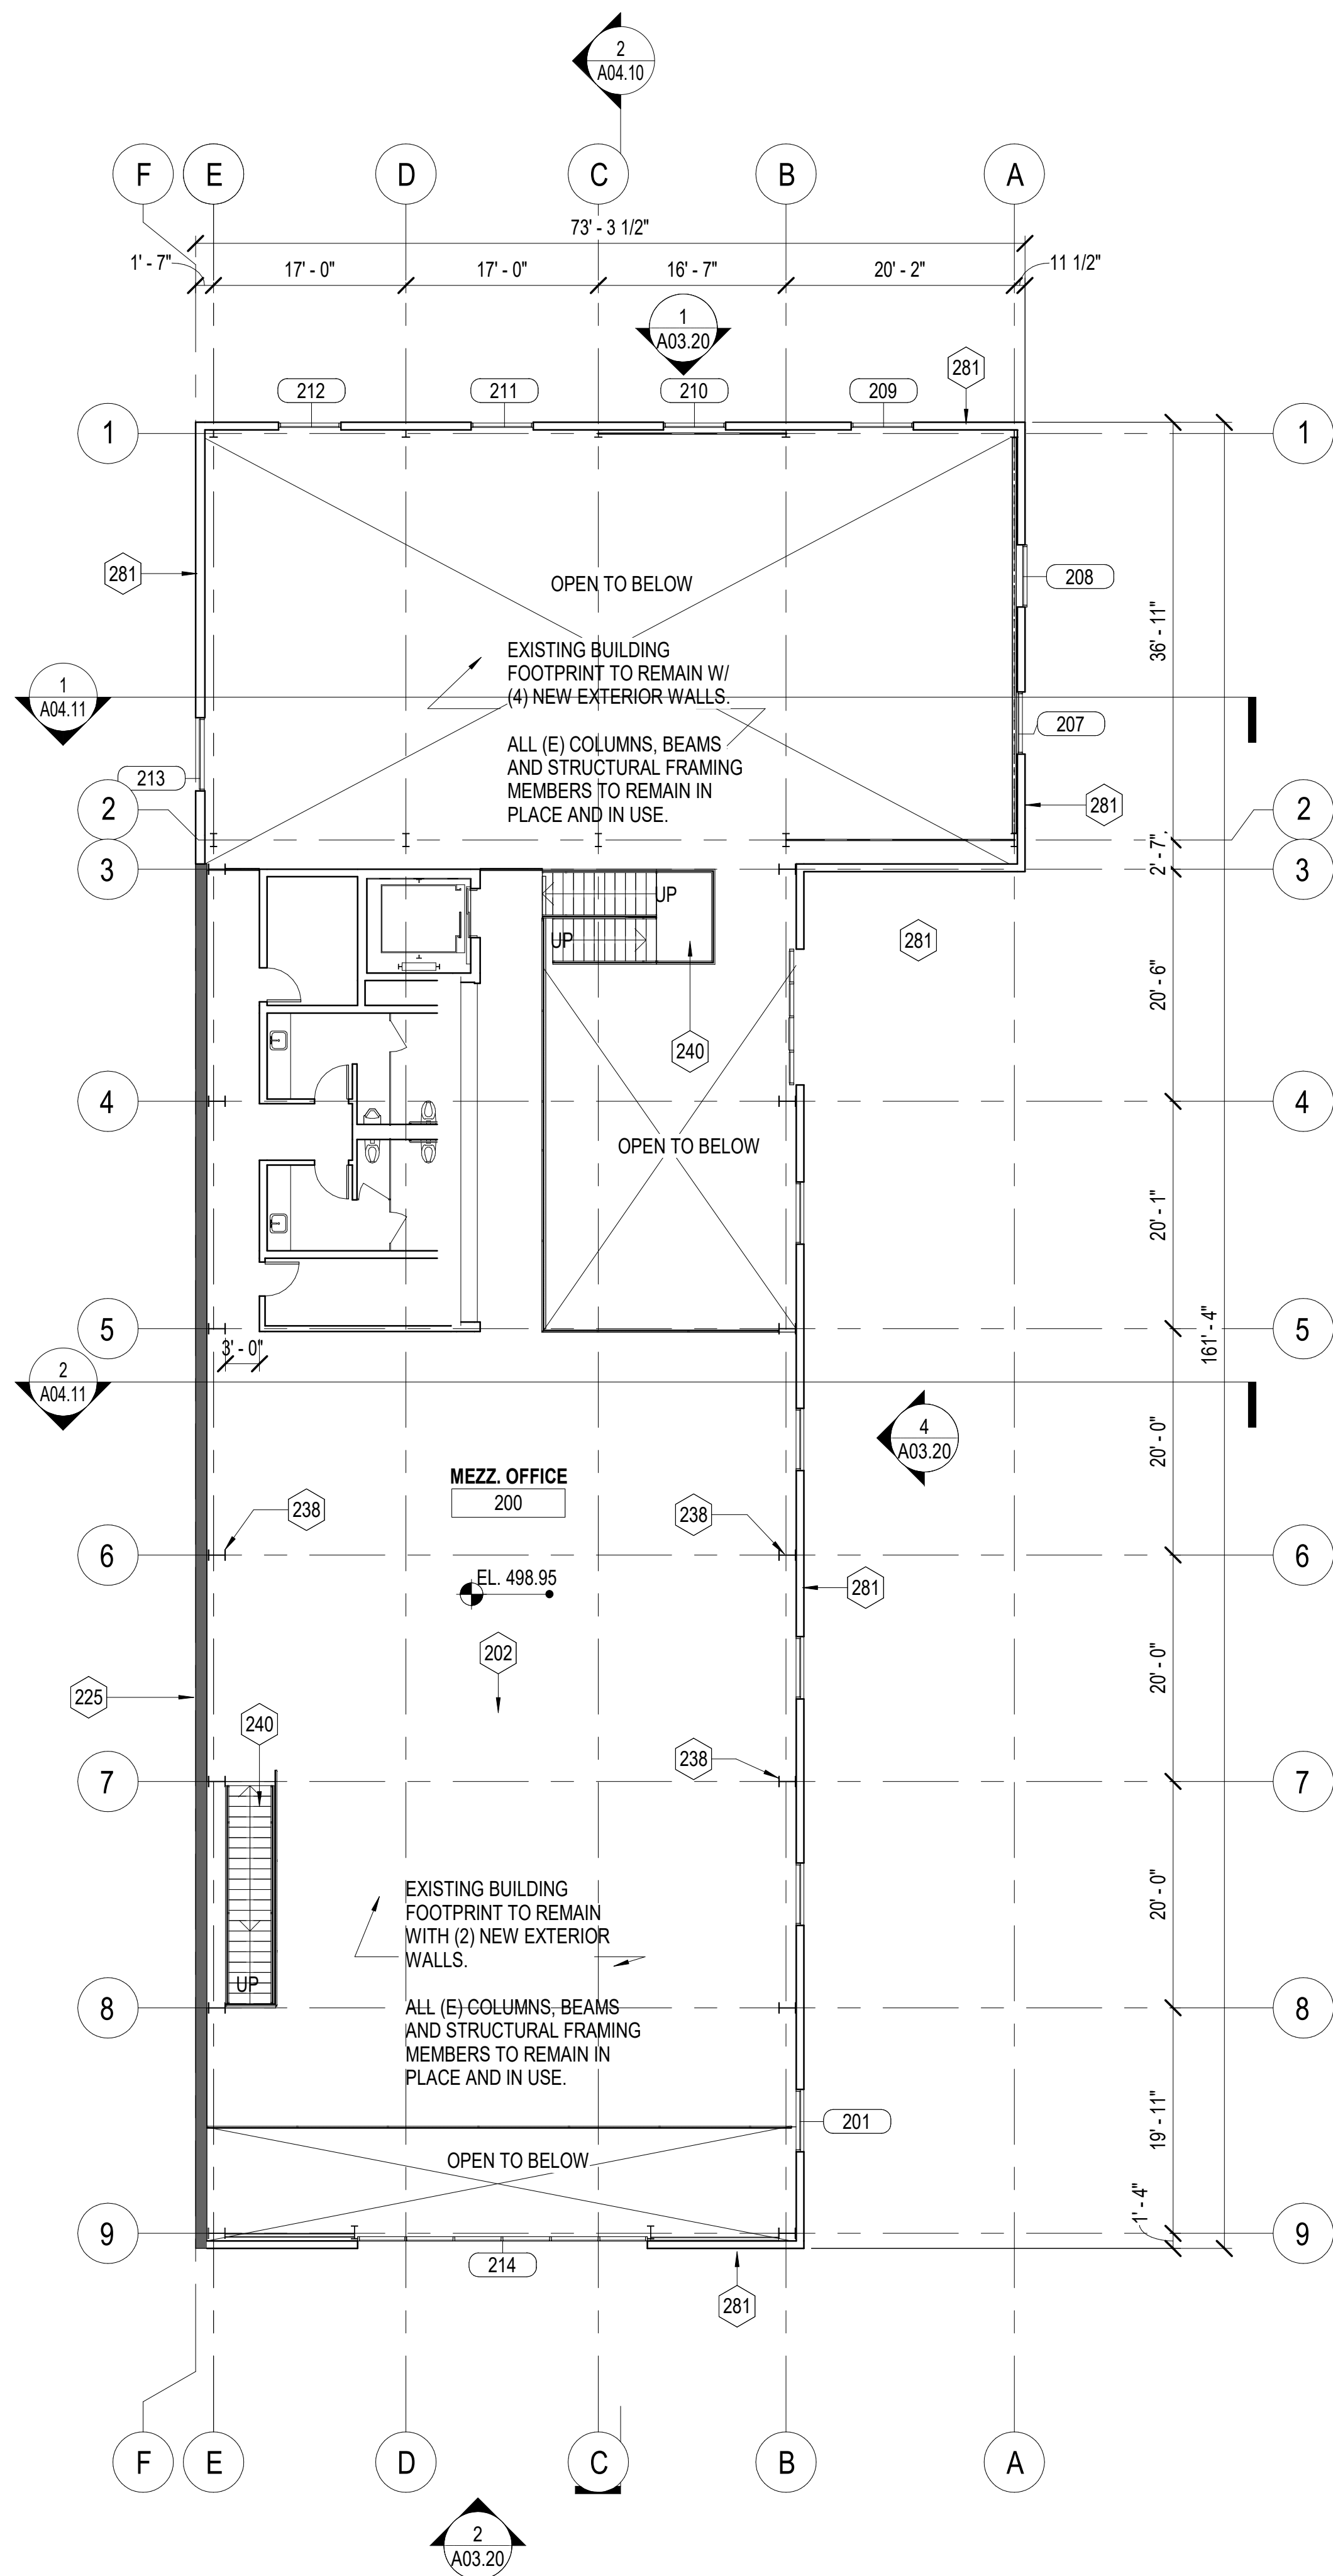 2
A04.10
F
E
D
C
B
A
73' - 3 1/2"
1' - 7"
17' - 0"
17' - 0"
16' - 7"
20' - 2"
11 1/2"
1
A03.20
281
212
211
210
209
1
1
281
OPEN TO BELOW
208
36' - 11"
EXISTING BUILDING
FOOTPRINT TO REMAIN W/
(4) NEW EXTERIOR WALLS.
1
A04.11
207
ALL (E) COLUMNS, BEAMS
AND STRUCTURAL FRAMING
MEMBERS TO REMAIN IN
PLACE AND IN USE.
213
281
2
2
2' - 7"
3
3
UP
UP
281
20' - 6"
240
4
4
OPEN TO BELOW
20' - 1"
5
5
3' - 0"
161' - 4"
2
A04.11
4
A03.20
20' - 0"
MEZZ. OFFICE
200
238
238
6
6
EL. 498.95
281
202
20' - 0"
225
240
238
7
7
EXISTING BUILDING
FOOTPRINT TO REMAIN
WITH (2) NEW EXTERIOR
WALLS.
20' - 0"
UP
8
8
ALL (E) COLUMNS, BEAMS
AND STRUCTURAL FRAMING
MEMBERS TO REMAIN IN
PLACE AND IN USE.
201
19' - 11"
OPEN TO BELOW
1' - 4"
9
9
214
281
F
E
D
C
B
A
2
A03.20